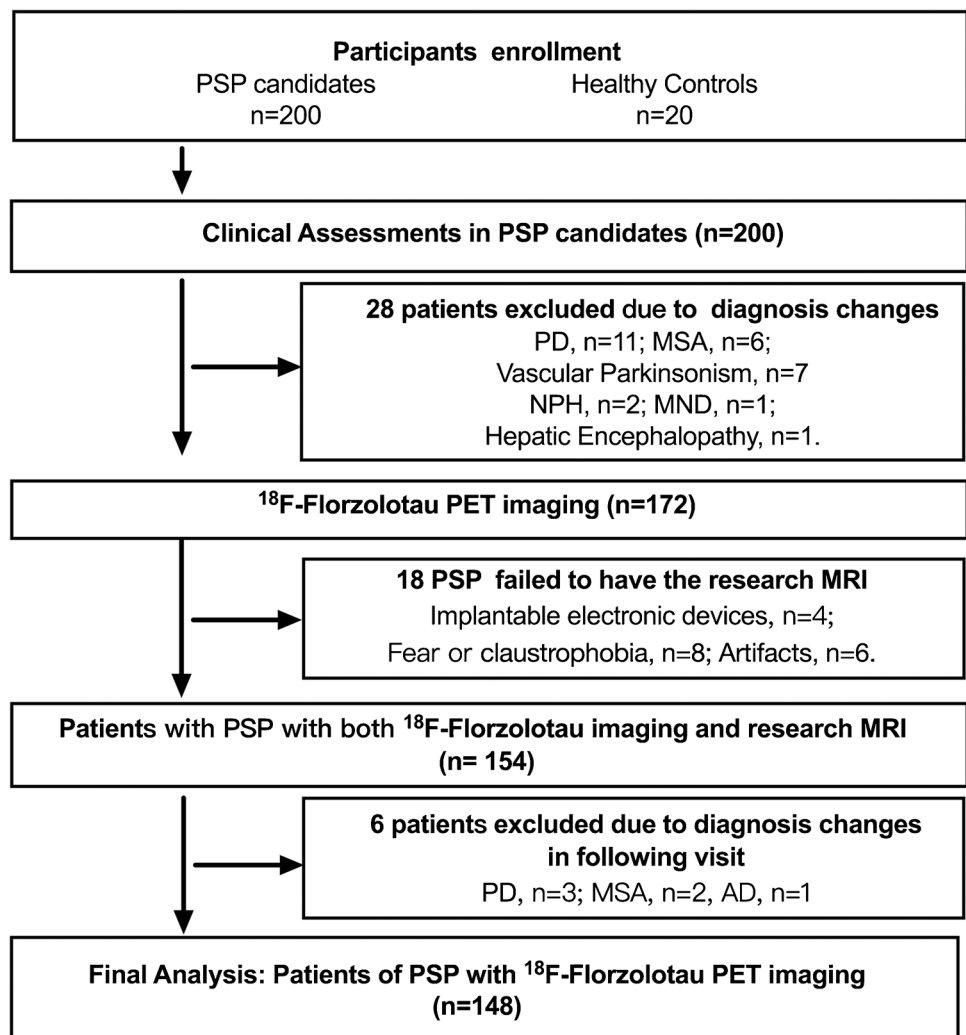 Participants enrollment
PSP candidates Healthy Controls
n=200 n=20
Clinical Assessments in PSP candidates (n=200)
28 patients excluded due to diagnosis changes
PD, n=11; MSA, n=6;
Vascular Parkinsonism, n=7
NPH, n=2; MND, n=1;
Hepatic Encephalopathy, n=1.
¹⁸F-Florzolotau PET imaging (n=172)
18 PSP failed to have the research MRI
Implantable electronic devices, n=4;
Fear or claustrophobia, n=8; Artifacts, n=6.
Patients with PSP with both ¹⁸F-Florzolotau imaging and research MRI
(n= 154)
6 patients excluded due to diagnosis changes
in following visit
PD, n=3; MSA, n=2, AD, n=1
Final Analysis: Patients of PSP with ¹⁸F-Florzolotau PET imaging
(n=148)